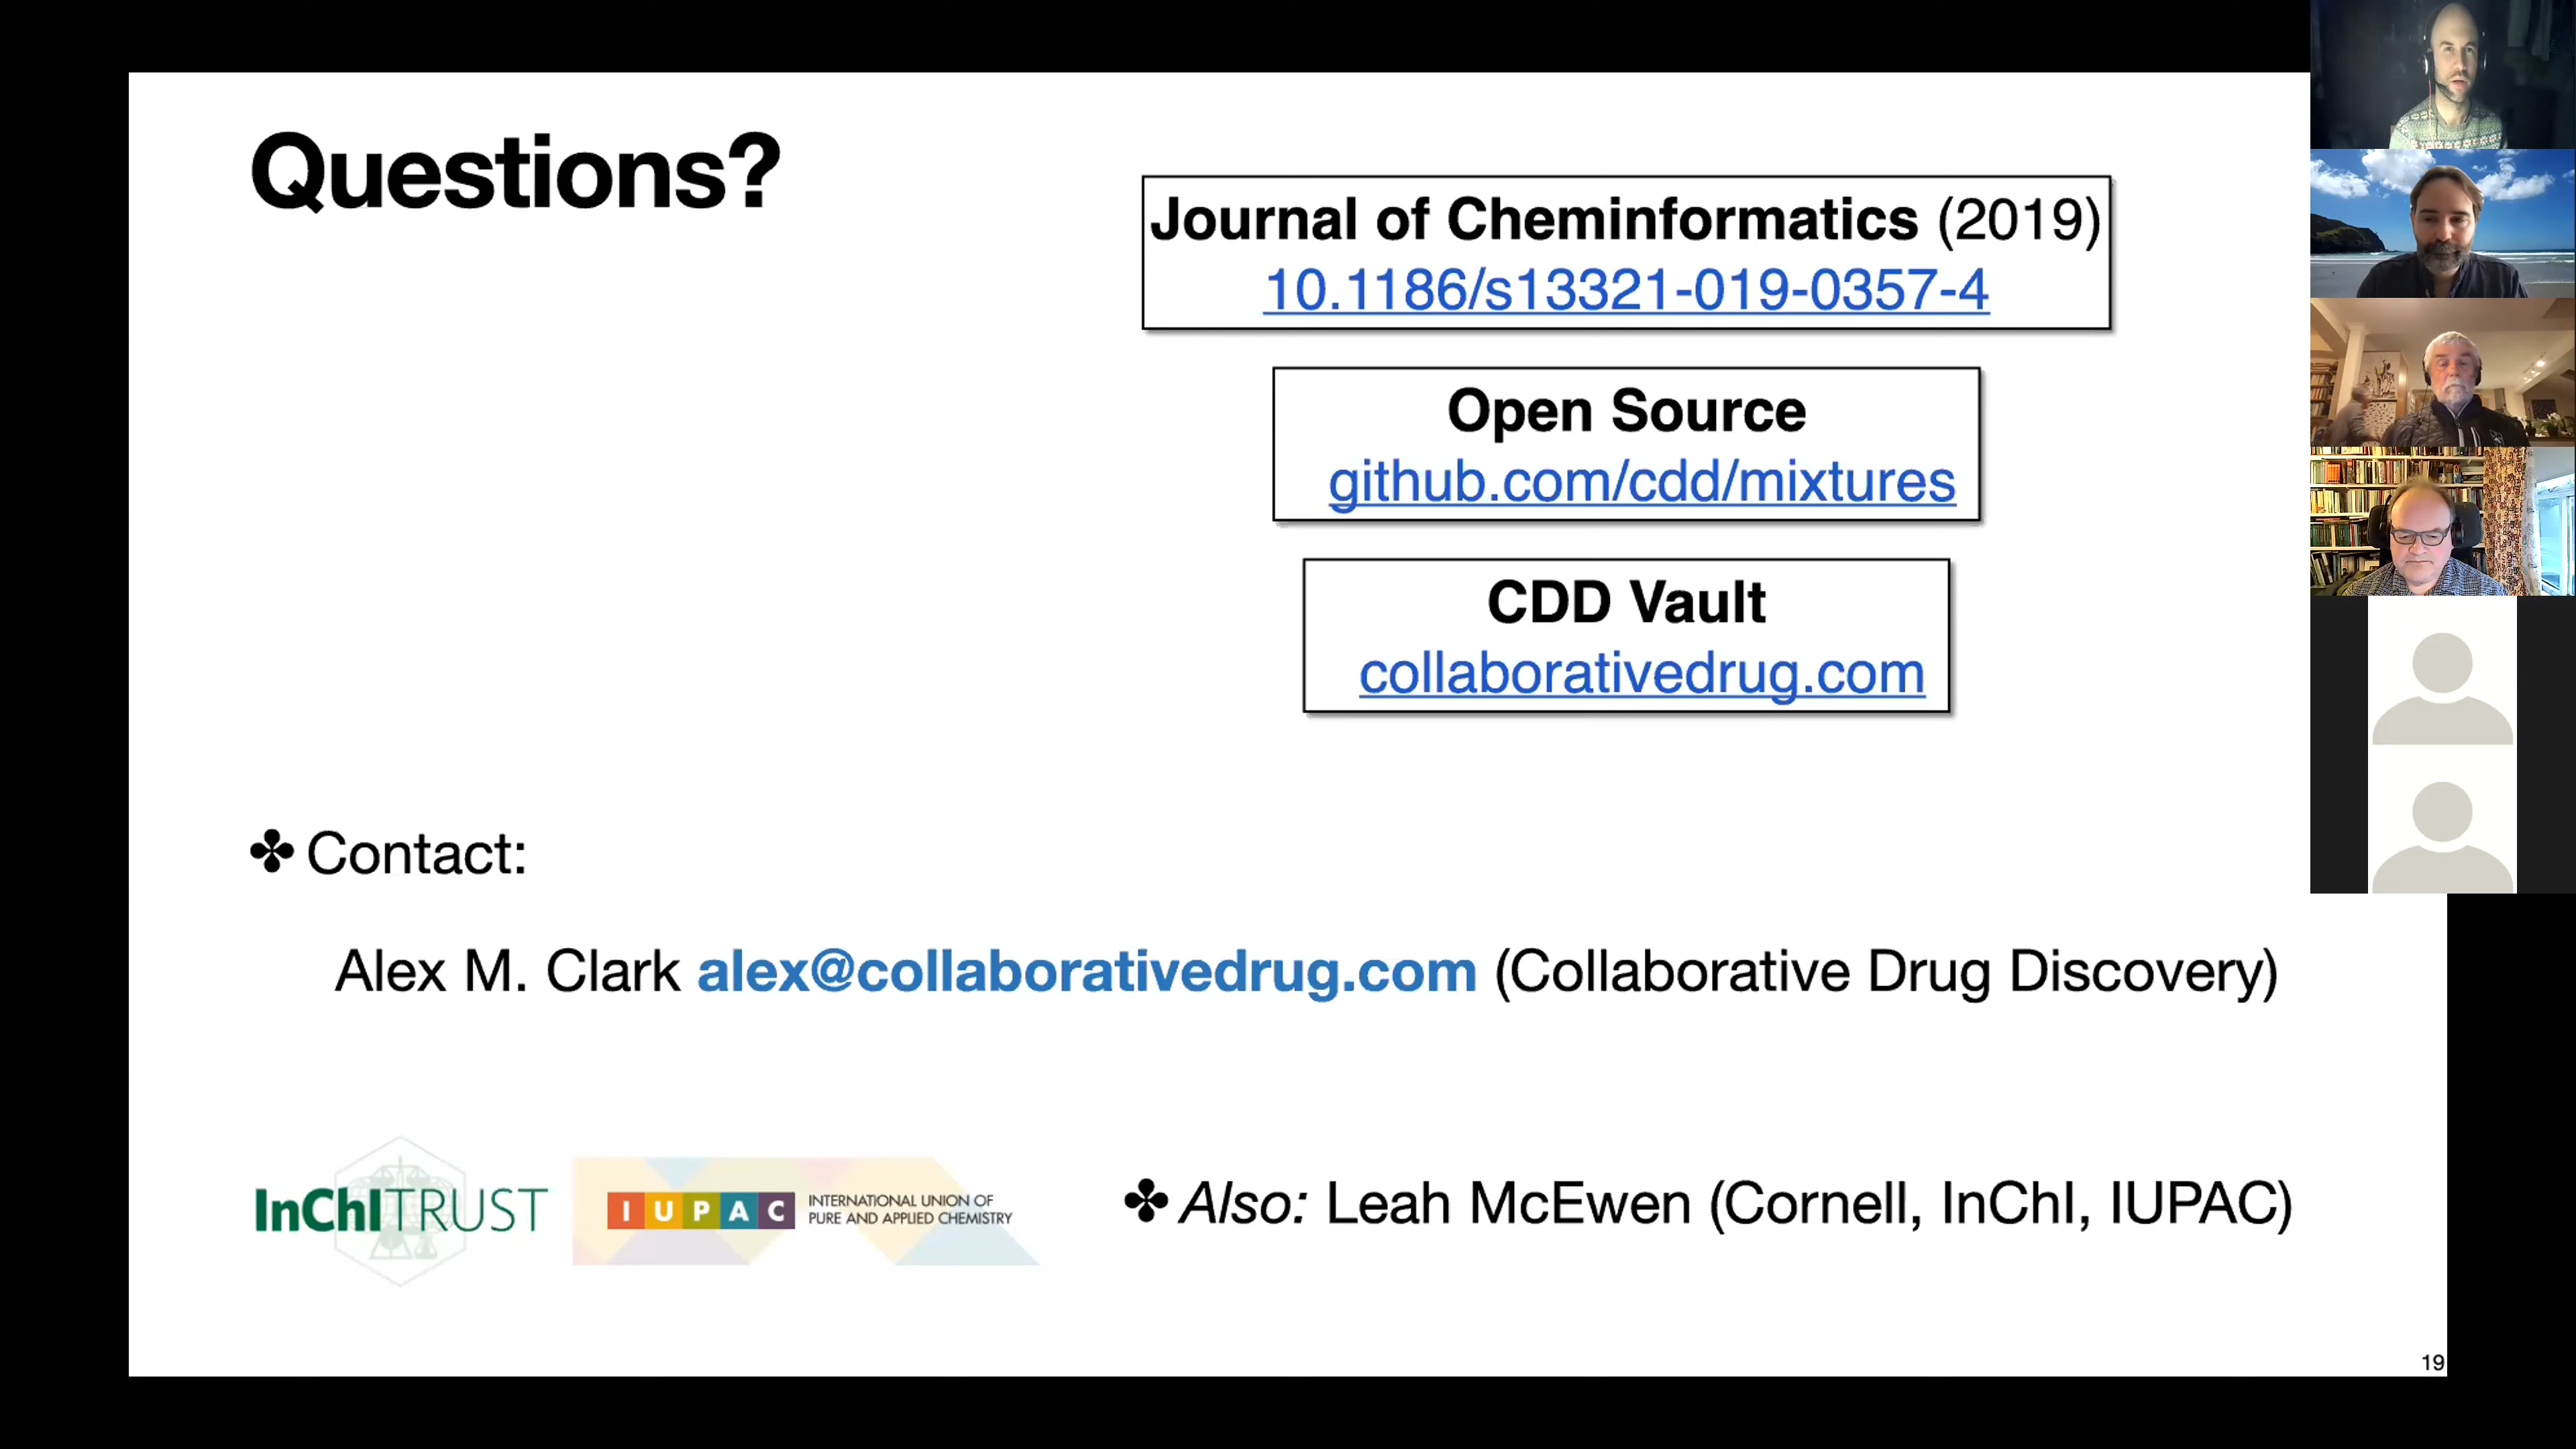 Questions?
Journal of Cheminformatics (2019)
10.1186/s13321-019-0357-4
Open Source
github.com/cdd/mixtures
CDD Vault
collaborativedrug.com
✤ Contact:
Alex M. Clark alex@collaborativedrug.com (Collaborative Drug Discovery)
InChITRUST
IUPAC
INTERNATIONAL UNION OF
PURE AND APPLIED CHEMISTRY
✤ Also: Leah McEwen (Cornell, InChI, IUPAC)
19